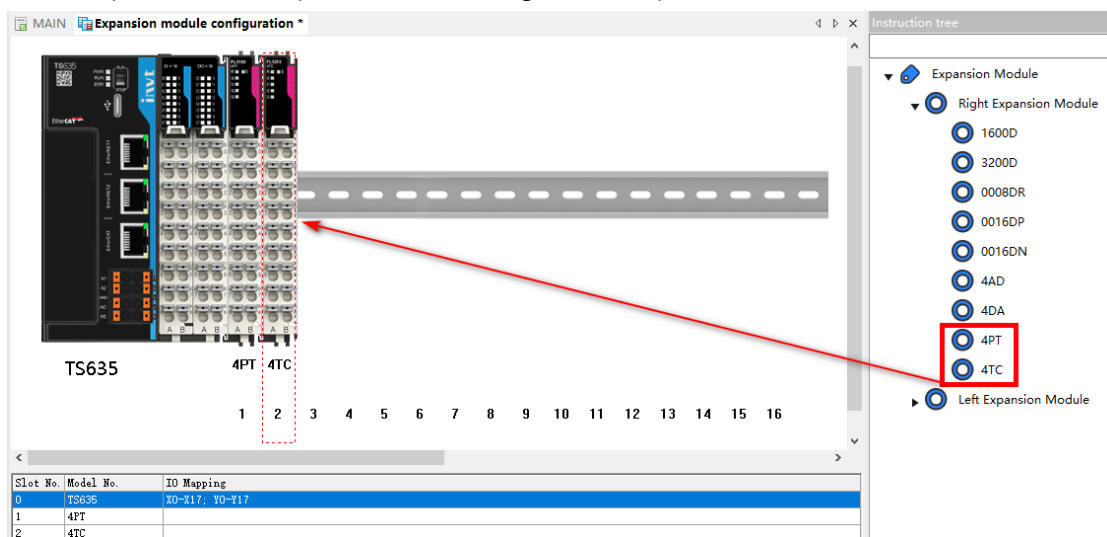 MAIN Expansion module configuration *
Instruction tree
Expansion Module
Right Expansion Module
1600D
3200D
0008DR
0016DP
0016DN
4AD
4DA
4PT
4TC
Left Expansion Module
TS635
invt
EtherCAT
EtherNET1
EtherNET2
EtherCAT
A B A B A B A B
TS635
4PT 4TC
1 2 3 4 5 6 7 8 9 10 11 12 13 14 15 16
Slot No. Model No. IO Mapping
0 TS635 X0-X17; Y0-Y17
1 4PT
2 4TC